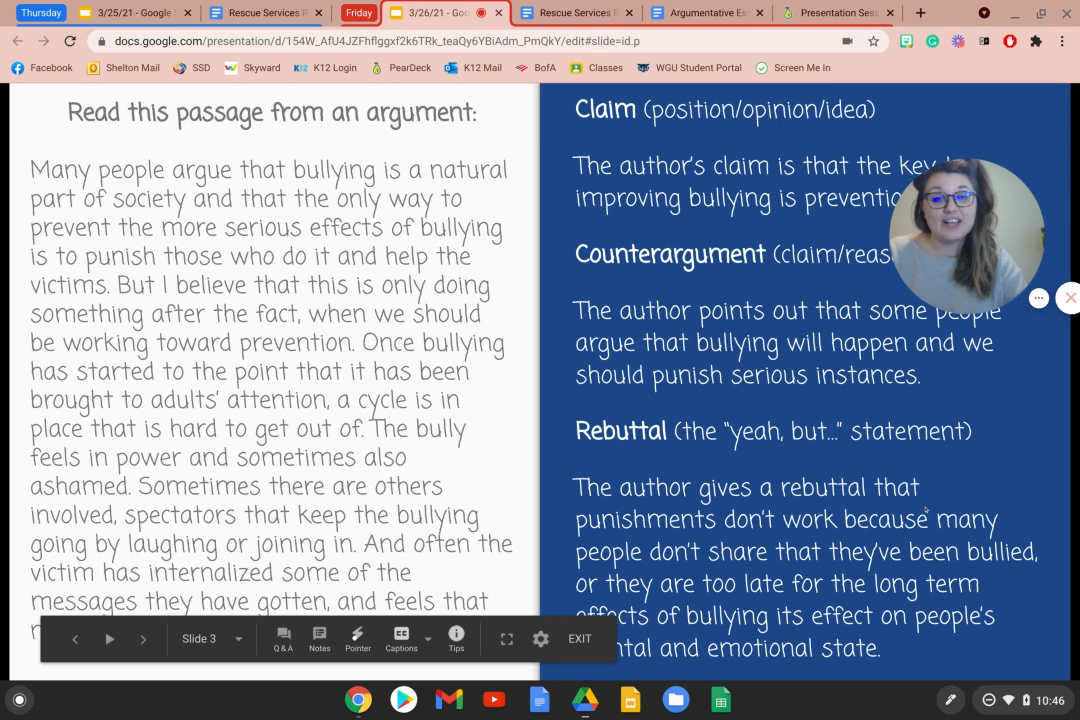 Thursday
3/25/21 - Google
Rescue Services
Friday
3/26/21 - Goo
Rescue Services
Argumentative Es
Presentation Sess
docs.google.com/presentation/d/154W_AfU4JZFhflggxf2k6TRk_teaQy6YBiAdm_PmQkY/edit#slide=id.p
Facebook
Shelton Mail
SSD
Skyward
K12 Login
PearDeck
K12 Mail
BofA
Classes
WGU Student Portal
Screen Me In
Read this passage from an argument:
Many people argue that bullying is a natural
part of society and that the only way to
prevent the more serious effects of bullying
is to punish those who do it and help the
victims. But I believe that this is only doing
something after the fact, when we should
be working toward prevention. Once bullying
has started to the point that it has been
brought to adults' attention, a cycle is in
place that is hard to get out of. The bully
feels in power and sometimes also
ashamed. Sometimes there are others
involved, spectators that keep the bullying
going by laughing or joining in. And often the
victim has internalized some of the
messages they have gotten, and feels that
Claim (position/opinion/idea)
The author's claim is that the key
improving bullying is preventio
Counterargument (claim/reas
The author points out that some people
argue that bullying will happen and we
should punish serious instances.
Rebuttal (the "yeah, but..." statement)
The author gives a rebuttal that
punishments don't work because many
people don't share that they've been bullied,
or they are too late for the long term
effects of bullying its effect on people's
ntal and emotional state.
Slide 3
Q & A
Notes
Pointer
Captions
Tips
EXIT
10:46